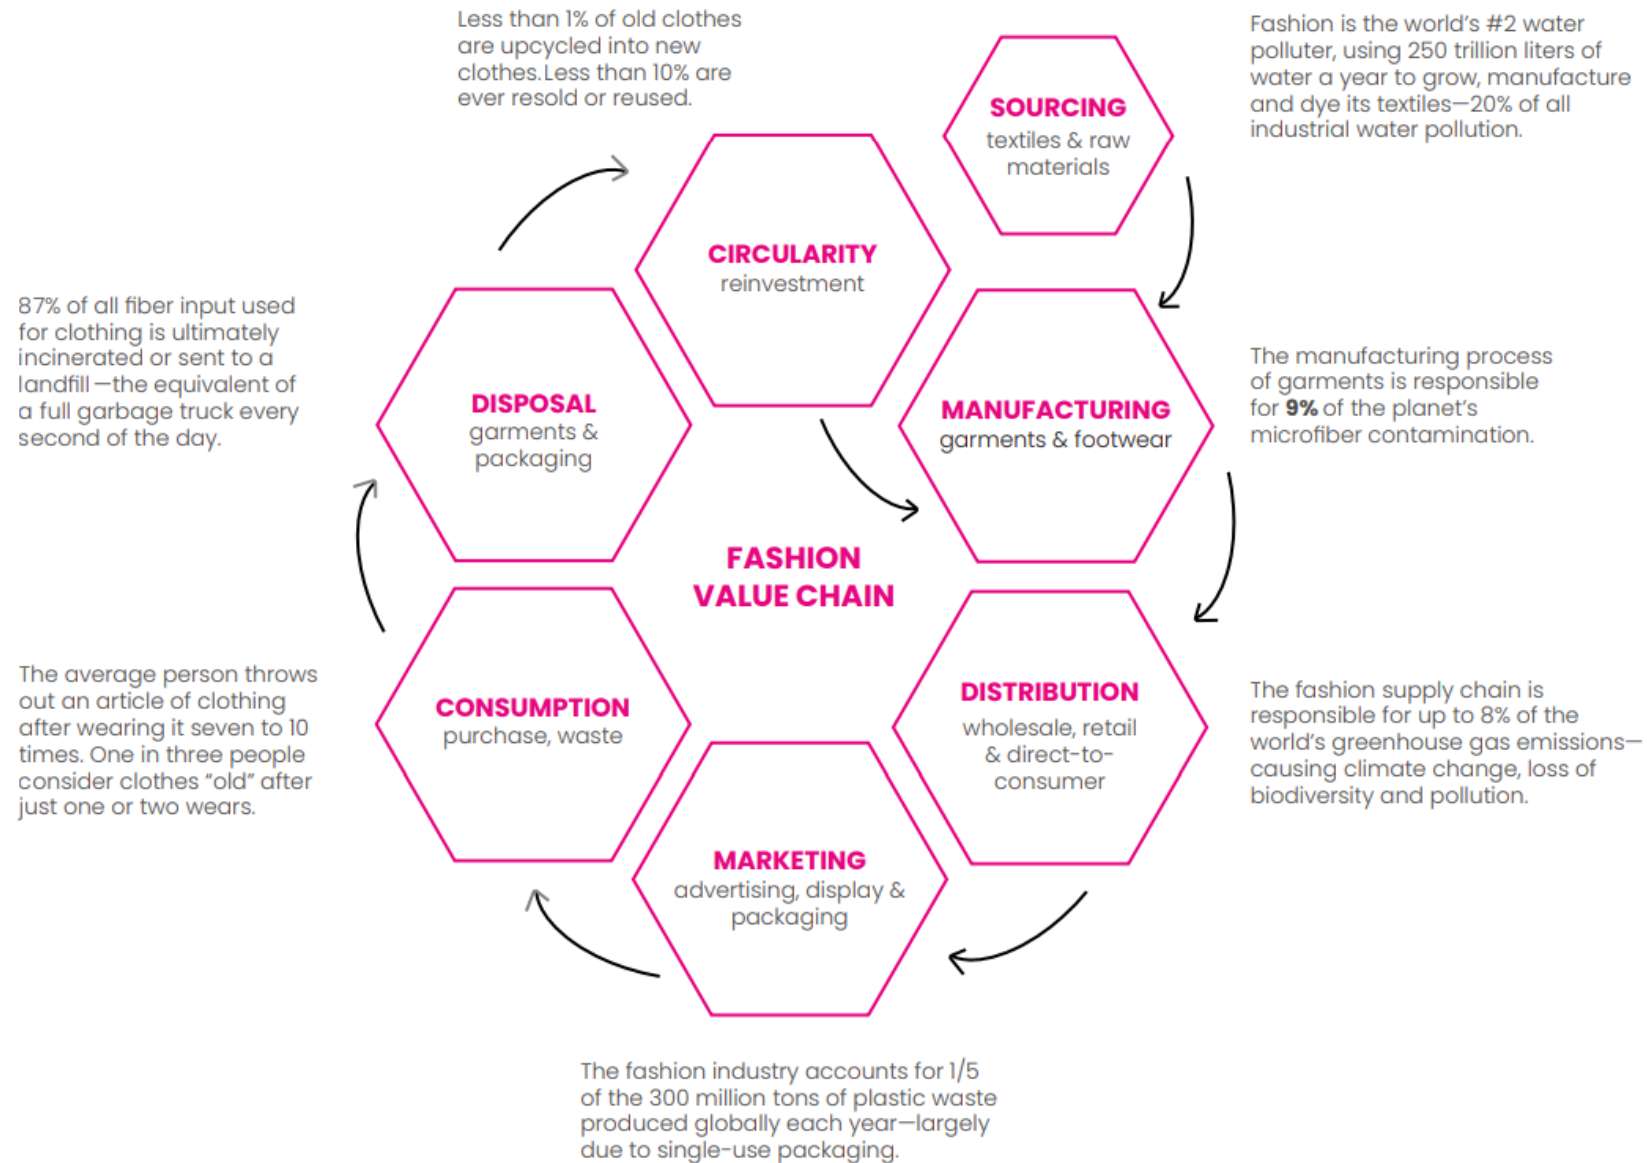 Less than 1% of old clothes
are upcycled into new
clothes.Less than 10% are
ever resold or reused.
Fashion is the world's #2 water
polluter, using 250 trillion liters of
water a year to grow, manufacture
and dye its textiles—20% of all
industrial water pollution.
SOURCING
textiles & raw
materials
CIRCULARITY
reinvestment
87% of all fiber input used
for clothing is ultimately
incinerated or sent to a
landfill—the equivalent of
a full garbage truck every
second of the day.
DISPOSAL
garments &
packaging
MANUFACTURING
garments & footwear
The manufacturing process
of garments is responsible
for 9% of the planet's
microfiber contamination.
FASHION
VALUE CHAIN
The average person throws
out an article of clothing
after wearing it seven to 10
times. One in three people
consider clothes "old" after
just one or two wears.
CONSUMPTION
purchase, waste
DISTRIBUTION
wholesale, retail
& direct-to-
consumer
The fashion supply chain is
responsible for up to 8% of the
world's greenhouse gas emissions—
causing climate change, loss of
biodiversity and pollution.
MARKETING
advertising, display &
packaging
The fashion industry accounts for 1/5
of the 300 million tons of plastic waste
produced globally each year—largely
due to single-use packaging.